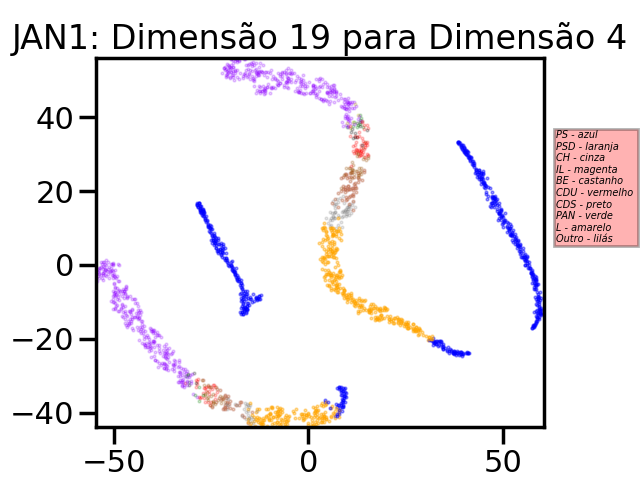 JAN1: Dimensão 19 para Dimensão 4
40
20
0
−20
−40
−50
0
50
PS - azul
PSD - laranja
CH - cinza
IL - magenta
BE - castanho
CDU - vermelho
CDS - preto
PAN - verde
L - amarelo
Outro - lilás